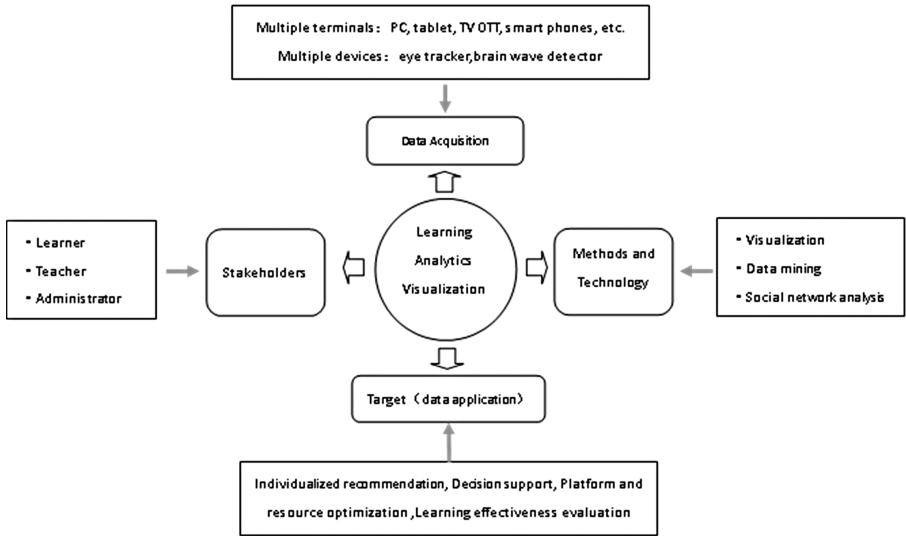 Multiple terminals： PC, tablet, TV OTT, smart phones, etc.
Multiple devices： eye tracker,brain wave detector
Data Acquisition
• Learner
• Teacher
• Administrator
Stakeholders
Learning
Analytics
Visualization
Methods and
Technology
• Visualization
• Data mining
• Social network analysis
Target（data application）
Individualized recommendation, Decision support, Platform and
resource optimization ,Learning effectiveness evaluation